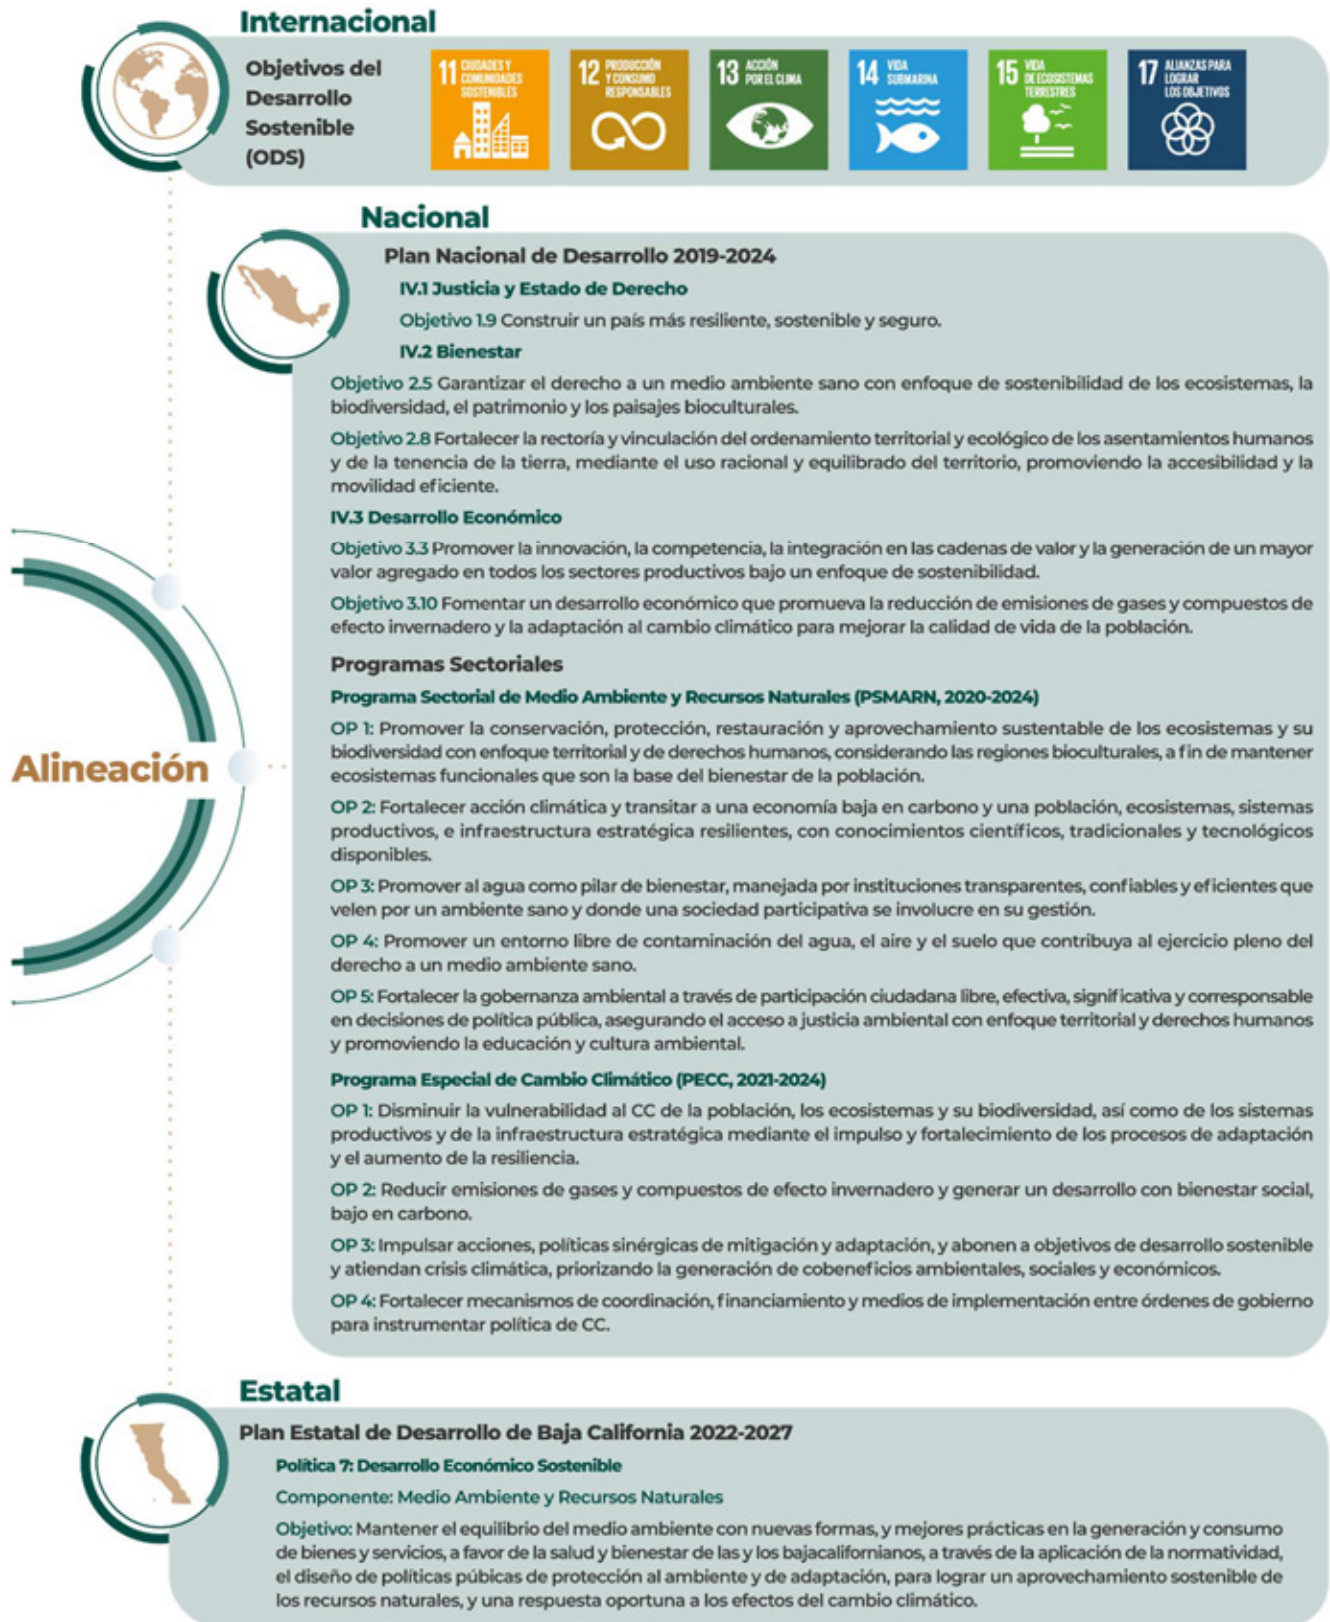 Internacional
Objetivos del
Desarrollo
Sostenible
(ODS)
11 CIUDADES Y
COMUNIDADES
SOSTENIBLES
12 PRODUCCIÓN
Y CONSUMO
RESPONSABLES
13 ACCIÓN
POR EL CLIMA
14 VIDA
SUBMARINA
15 VIDA
DE ECOSISTEMAS
TERRESTRES
17 ALIANZAS PARA
LOGRAR
LOS OBJETIVOS
Nacional
Plan Nacional de Desarrollo 2019-2024
IV.1 Justicia y Estado de Derecho
Objetivo 1.9 Construir un país más resiliente, sostenible y seguro.
IV.2 Bienestar
Objetivo 2.5 Garantizar el derecho a un medio ambiente sano con enfoque de sostenibilidad de los ecosistemas, la
biodiversidad, el patrimonio y los paisajes bioculturales.
Objetivo 2.8 Fortalecer la rectoría y vinculación del ordenamiento territorial y ecológico de los asentamientos humanos
y de la tenencia de la tierra, mediante el uso racional y equilibrado del territorio, promoviendo la accesibilidad y la
movilidad eficiente.
IV.3 Desarrollo Económico
Objetivo 3.3 Promover la innovación, la competencia, la integración en las cadenas de valor y la generación de un mayor
valor agregado en todos los sectores productivos bajo un enfoque de sostenibilidad.
Objetivo 3.10 Fomentar un desarrollo económico que promueva la reducción de emisiones de gases y compuestos de
efecto invernadero y la adaptación al cambio climático para mejorar la calidad de vida de la población.
Programas Sectoriales
Programa Sectorial de Medio Ambiente y Recursos Naturales (PSMARN, 2020-2024)
OP 1: Promover la conservación, protección, restauración y aprovechamiento sustentable de los ecosistemas y su
biodiversidad con enfoque territorial y de derechos humanos, considerando las regiones bioculturales, a fin de mantener
ecosistemas funcionales que son la base del bienestar de la población.
OP 2: Fortalecer acción climática y transitar a una economía baja en carbono y una población, ecosistemas, sistemas
productivos, e infraestructura estratégica resilientes, con conocimientos científicos, tradicionales y tecnológicos
disponibles.
OP 3: Promover al agua como pilar de bienestar, manejada por instituciones transparentes, confiables y eficientes que
velen por un ambiente sano y donde una sociedad participativa se involucre en su gestión.
OP 4: Promover un entorno libre de contaminación del agua, el aire y el suelo que contribuya al ejercicio pleno del
derecho a un medio ambiente sano.
OP 5: Fortalecer la gobernanza ambiental a través de participación ciudadana libre, efectiva, significativa y corresponsable
en decisiones de política pública, asegurando el acceso a justicia ambiental con enfoque territorial y derechos humanos
y promoviendo la educación y cultura ambiental.
Programa Especial de Cambio Climático (PECC, 2021-2024)
OP 1: Disminuir la vulnerabilidad al CC de la población, los ecosistemas y su biodiversidad, así como de los sistemas
productivos y de la infraestructura estratégica mediante el impulso y fortalecimiento de los procesos de adaptación
y el aumento de la resiliencia.
OP 2: Reducir emisiones de gases y compuestos de efecto invernadero y generar un desarrollo con bienestar social,
bajo en carbono.
OP 3: Impulsar acciones, políticas sinérgicas de mitigación y adaptación, y abonen a objetivos de desarrollo sostenible
y atiendan crisis climática, priorizando la generación de cobeneficios ambientales, sociales y económicos.
OP 4: Fortalecer mecanismos de coordinación, financiamiento y medios de implementación entre órdenes de gobierno
para instrumentar política de CC.
Alineación
Estatal
Plan Estatal de Desarrollo de Baja California 2022-2027
Política 7: Desarrollo Económico Sostenible
Componente: Medio Ambiente y Recursos Naturales
Objetivo: Mantener el equilibrio del medio ambiente con nuevas formas, y mejores prácticas en la generación y consumo
de bienes y servicios, a favor de la salud y bienestar de las y los bajacalifornianos, a través de la aplicación de la normatividad,
el diseño de políticas púbicas de protección al ambiente y de adaptación, para lograr un aprovechamiento sostenible de
los recursos naturales, y una respuesta oportuna a los efectos del cambio climático.